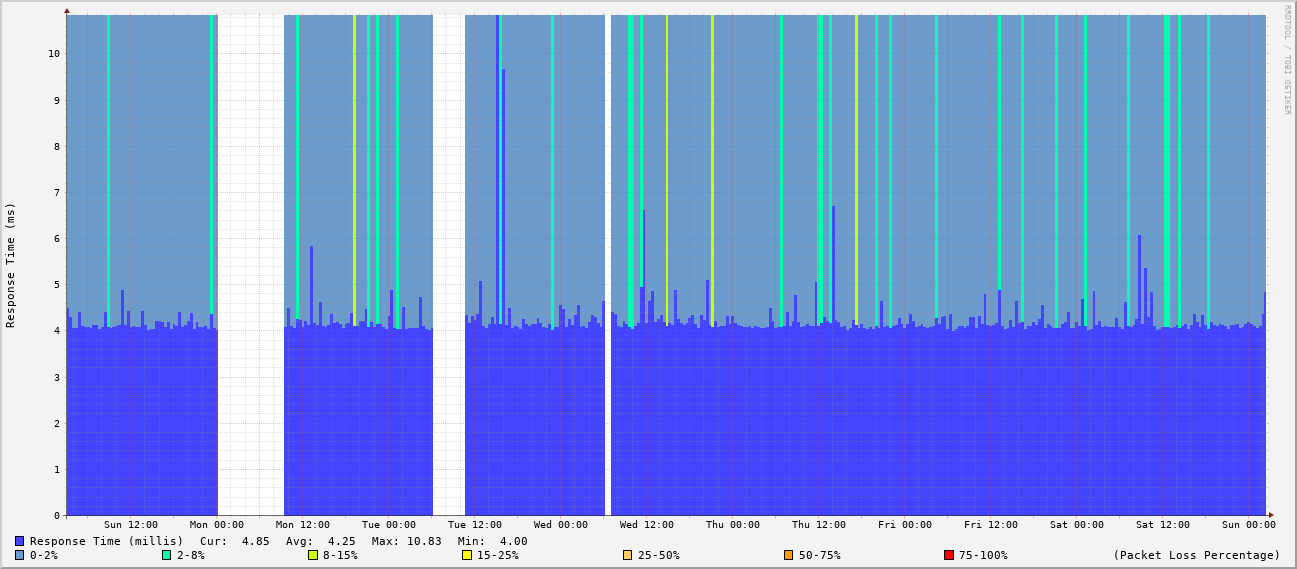 RRDTOOL / TOBI OETIKER
Response Time (ms)
10
9
8
7
6
5
4
3
2
1
0
Sun 12:00 Mon 00:00 Mon 12:00 Tue 00:00 Tue 12:00 Wed 00:00 Wed 12:00 Thu 00:00 Thu 12:00 Fri 00:00 Fri 12:00 Sat 00:00 Sat 12:00 Sun 00:00
Response Time (millis) Cur: 4.85 Avg: 4.25 Max: 10.83 Min: 4.00
0-2% 2-8% 8-15% 15-25% 25-50% 50-75% 75-100% (Packet Loss Percentage)